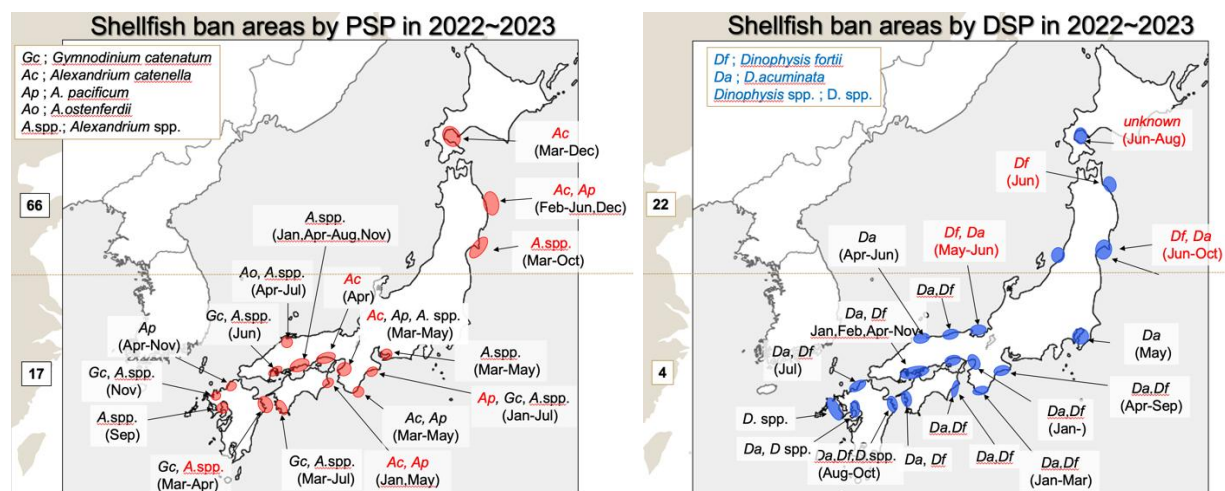 Shellfish ban areas by PSP in 2022~2023
Gc ; Gymnodinium catenatum
Ac ; Alexandrium catenella
Ap ; A. pacificum
Ao ; A.ostenferdii
A.spp.; Alexandrium spp.
Ac
(Mar-Dec)
66
Ac, Ap
(Feb-Jun,Dec)
A.spp.
(Jan,Apr-Aug,Nov)
A.spp.
(Mar-Oct)
Ao, A.spp.
(Apr-Jul)
Ac
(Apr)
Gc, A.spp.
(Jun)
Ac, Ap, A. spp.
(Mar-May)
Ap
(Apr-Nov)
A.spp.
(Mar-May)
17
Gc, A.spp.
(Nov)
Ap, Gc, A.spp.
(Jan-Jul)
A.spp.
(Sep)
Ac, Ap
(Mar-May)
Gc, A.spp.
(Mar-Apr)
Gc, A.spp.
(Mar-Jul)
Ac, Ap
(Jan,May)
Shellfish ban areas by DSP in 2022~2023
Df ; Dinophysis fortii
Da ; D.acuminata
Dinophysis spp. ; D. spp.
unknown
(Jun-Aug)
Df
(Jun)
22
Da
(Apr-Jun)
Df, Da
(May-Jun)
Df, Da
(Jun-Oct)
Da,Df
Da, Df
Jan,Feb,Apr-Nov
Da
(May)
Da, Df
(Jul)
4
Da,Df
(Apr-Sep)
D. spp.
Da,Df
(Jan-)
Da,Df
Da, D spp.
Da,Df,D.spp.
(Aug-Oct)
Da, Df
Da,Df
Da,Df
(Jan-Mar)